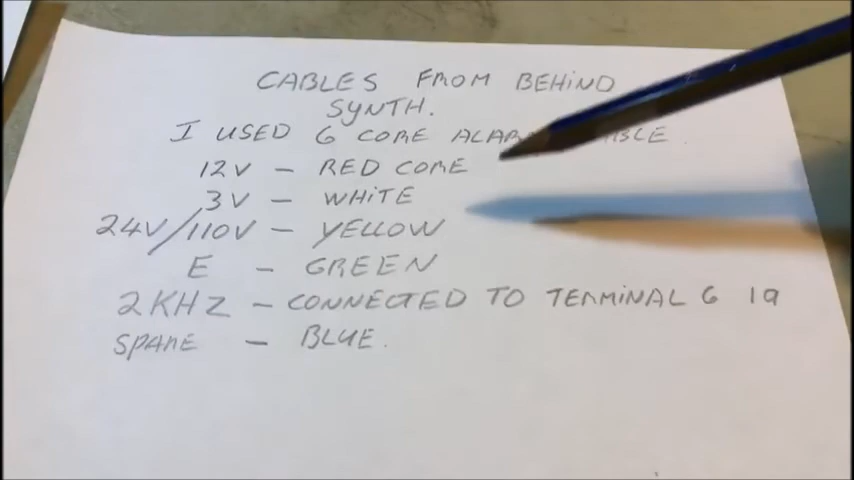 CABLES FROM BEHIND
SYNTH.
I USED 6 CORE
12V - RED CORE
3V - WHITE
24V/110V - YELLOW
E - GREEN
2KHZ - CONNECTED TO TERMINAL 6 19
SPARE - BLUE.